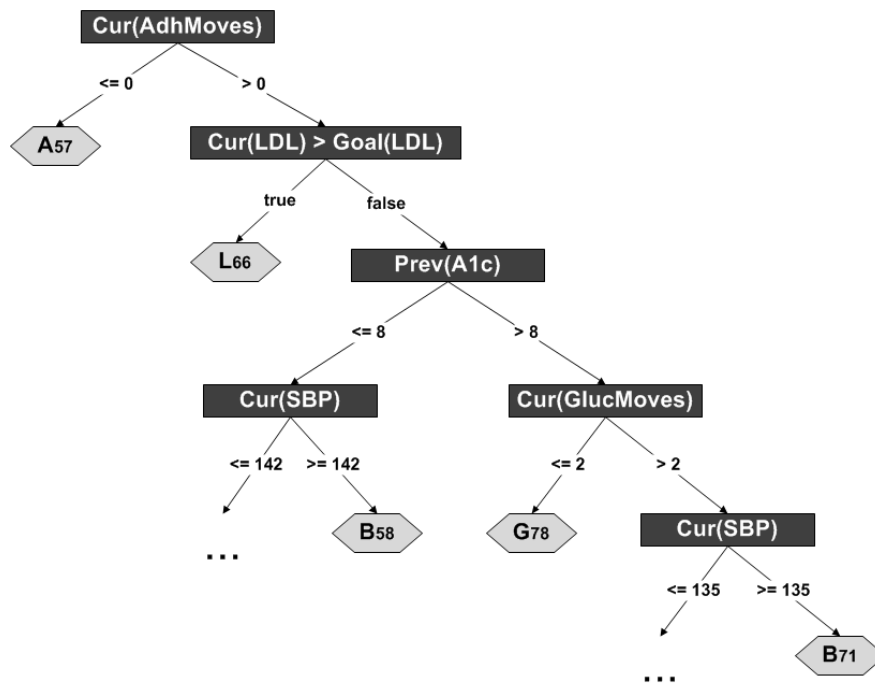 Cur(AdhMoves)
<= 0 > 0
A57
Cur(LDL) > Goal(LDL)
true false
L66
Prev(A1c)
<= 8 > 8
Cur(SBP) Cur(GlucMoves)
<= 142 >= 142 <= 2 > 2
... B58 G78 Cur(SBP)
<= 135 >= 135
... B71